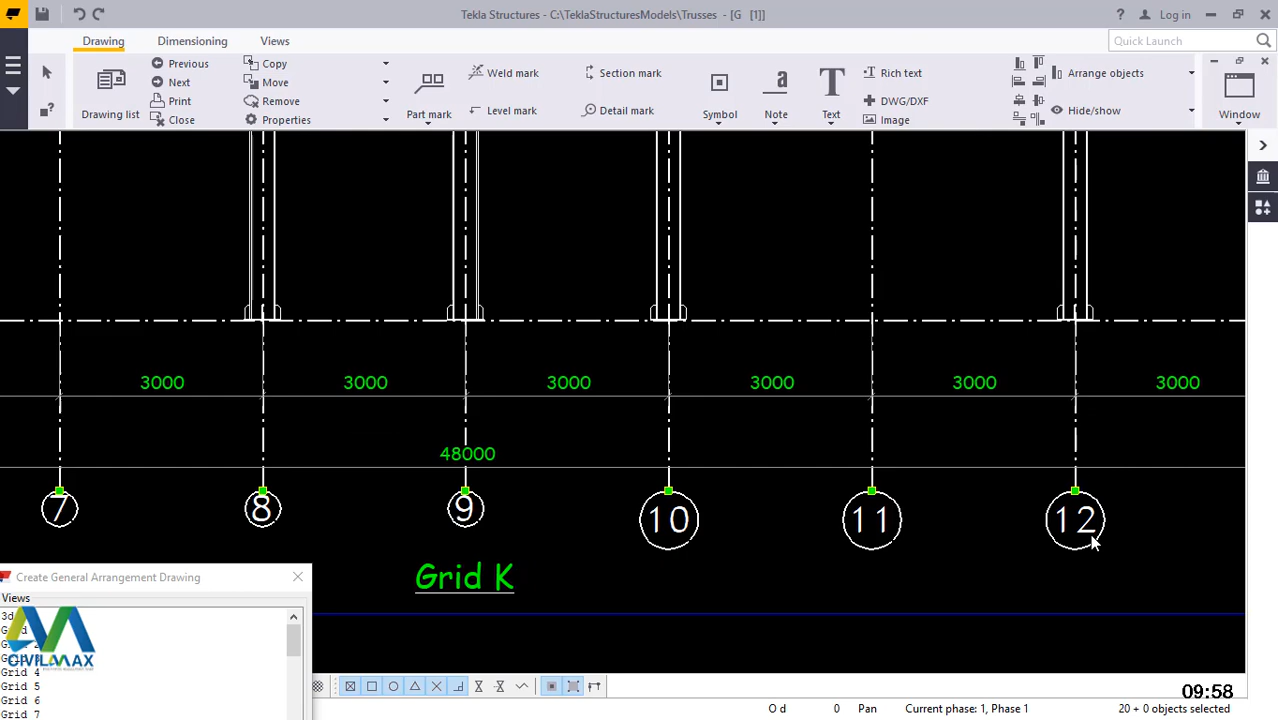 Tekla Structures - C:\TeklaStructuresModels\Trusses - [G [1]]
? Log in
Drawing Dimensioning Views
Quick Launch
Drawing list
Previous
Next
Print
Close
Copy
Move
Remove
Properties
Part mark
Weld mark
Level mark
Section mark
Detail mark
Symbol
Note
Text
Rich text
DWG/DXF
Image
Arrange objects
Hide/show
Window
3000 3000 3000 3000 3000 3000
48000
7 8 9 10 11 12
Grid K
Create General Arrangement Drawing
Views
3d
CIVILMAX
Grid 4
Grid 5
Grid 6
Grid 7
09:58
O d 0 Pan Current phase: 1, Phase 1 20 + 0 objects selected